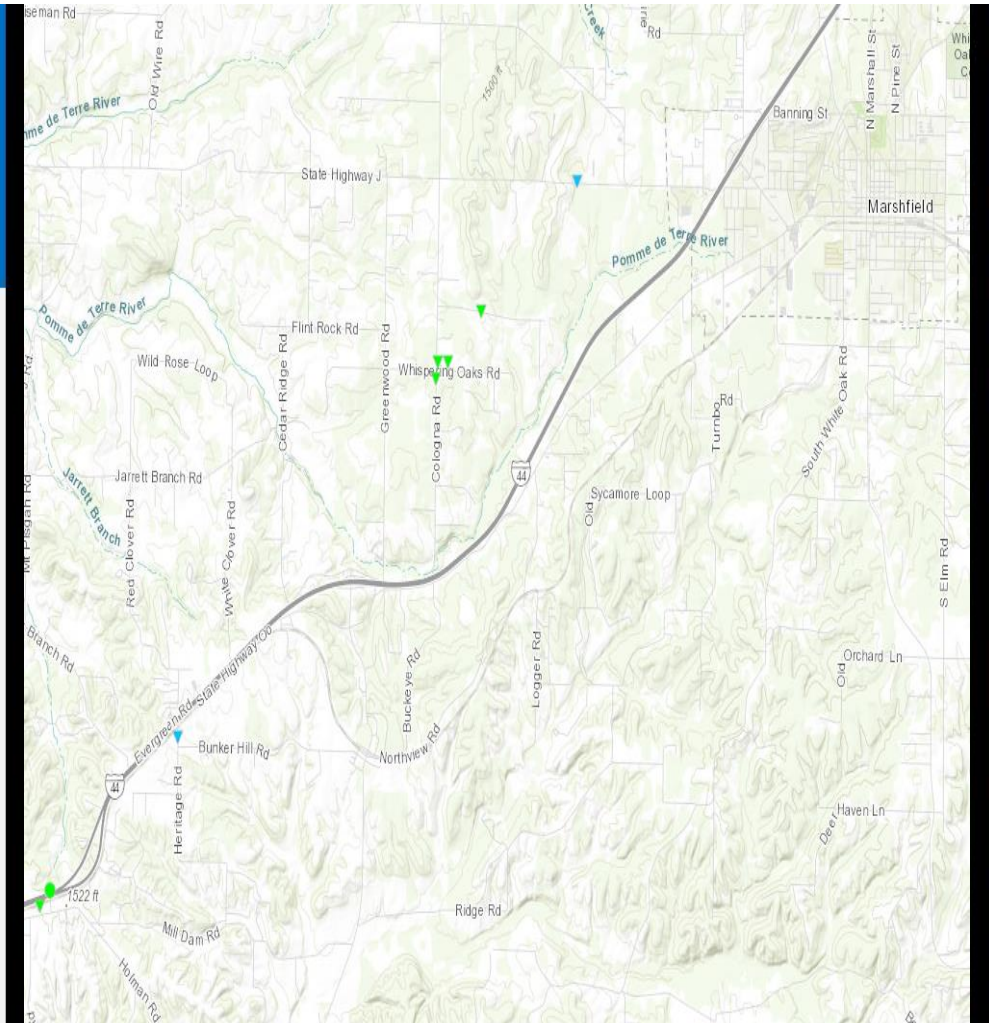 Rd
Creek
Old Wire Rd
Rd
N Marshall St
N Pine St
1500 ft
Pomme de Terre River
Banning St
State Highway J
Marshfield
Pomme de Terre River
Pomme de Terre River
Flint Rock Rd
Greenwood Rd
Wild Rose Loop
Cedar Ridge Rd
Whispering Oaks Rd
Cologna Rd
Turnbo Rd
South White Oak Rd
44
Jarrett Branch Rd
Jarrett Branch
Mt Pisgah Rd
Old Sycamore Loop
Red Clover Rd
White Clover Rd
S Elm Rd
Branch Rd
State Highway Oo
Evergreen Rd
Buckeye Rd
Logger Rd
Old Orchard Ln
Bunker Hill Rd
Northview Rd
44
Heritage Rd
Deer Haven Ln
1522 ft
Mill Dam Rd
Ridge Rd
Holman Rd